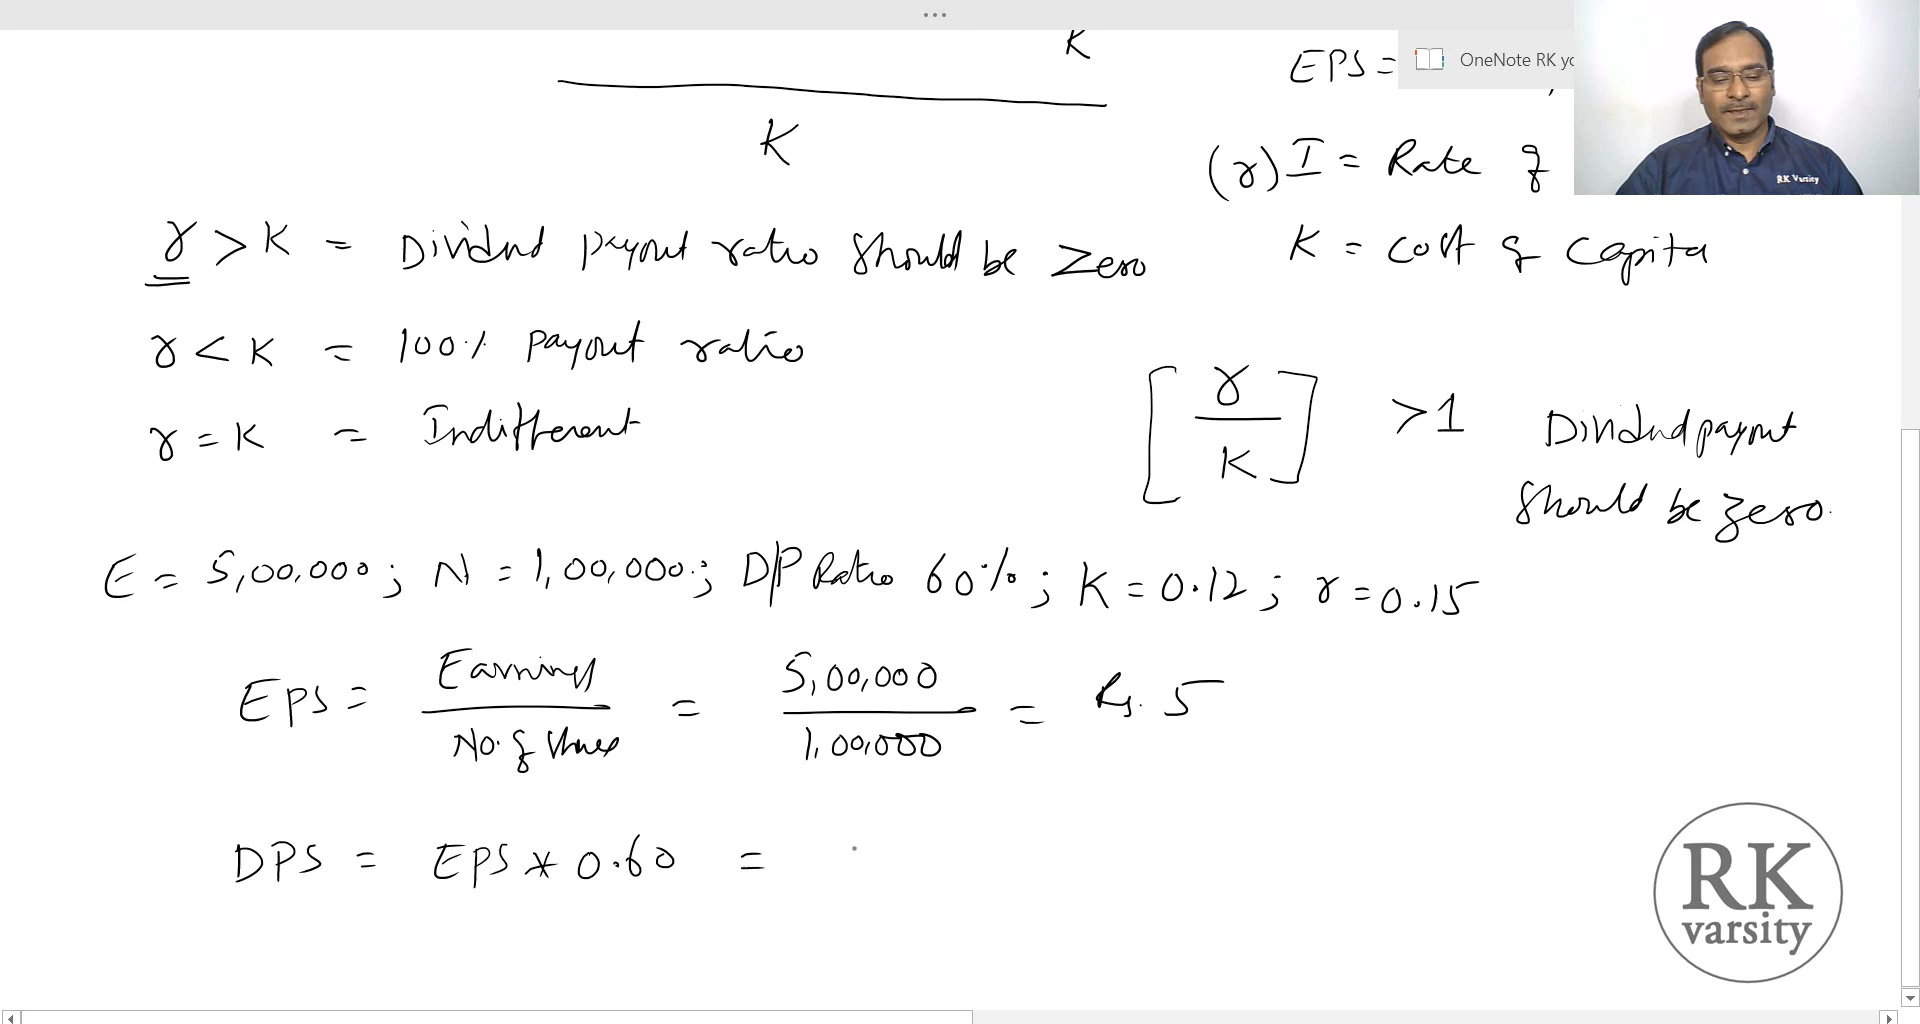 ...
K
EPS =
OneNote RK yo
K
(r) I = Rate of
RK Varsity
r > K = Dividend payout ratio should be zero
K = cost of capital
r < K = 100% payout ratio
r = K = Indifferent
[ r / K ] > 1 Dividend payout
should be zero.
E = 5,00,000; N = 1,00,000; D/P Ratio 60%; K = 0.12; r = 0.15
EPS = Earnings / No. of shares = 5,00,000 / 1,00,000 = Rs. 5
DPS = EPS * 0.60 =
RK
varsity